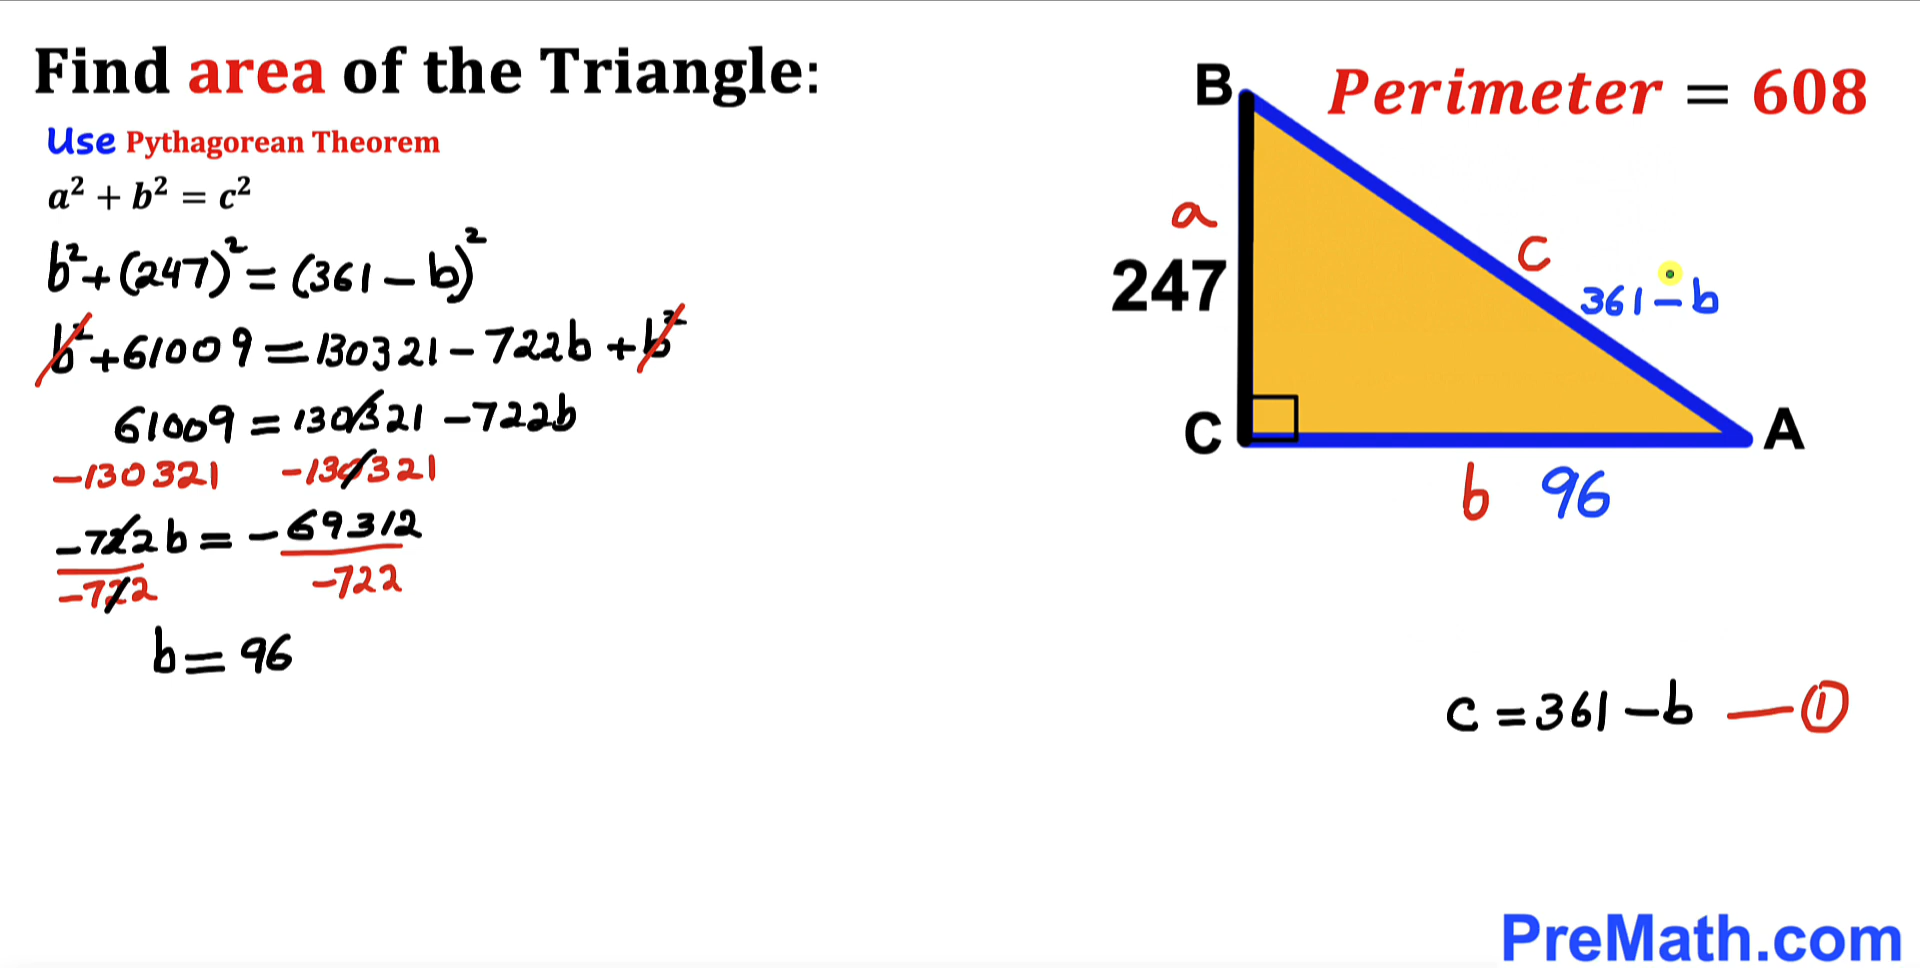 Find area of the Triangle:
Use Pythagorean Theorem
a² + b² = c²
b² + (247)² = (361 – b)²
b² + 61009 = 130321 – 722b + b²
61009 = 130321 – 722b
–130321 –130321
–722b = –69312
–722 –722
b = 96
B
Perimeter = 608
a
247
c
361 – b
C
A
b 96
c = 361 – b — ①
PreMath.com